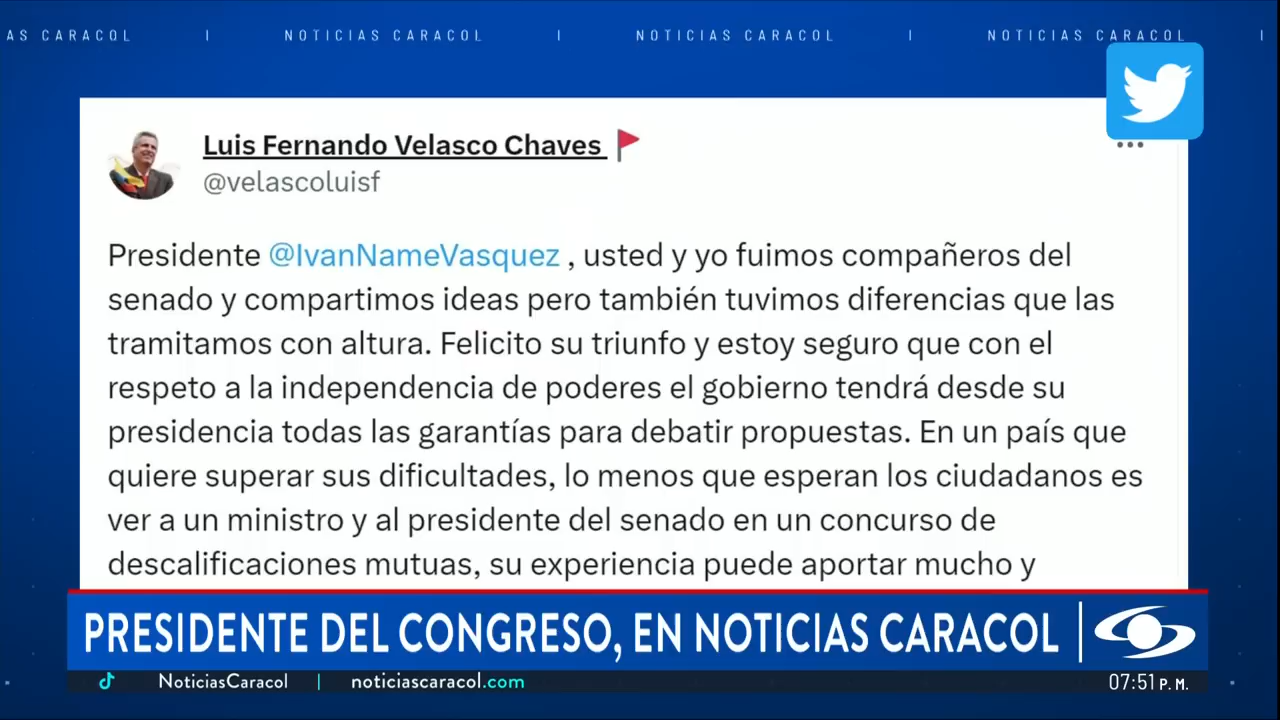 AS CARACOL | NOTICIAS CARACOL | NOTICIAS CARACOL | NOTICIAS CARACOL |
Luis Fernando Velasco Chaves
@velascoluisf
Presidente @IvanNameVasquez , usted y yo fuimos compañeros del
senado y compartimos ideas pero también tuvimos diferencias que las
tramitamos con altura. Felicito su triunfo y estoy seguro que con el
respeto a la independencia de poderes el gobierno tendrá desde su
presidencia todas las garantías para debatir propuestas. En un país que
quiere superar sus dificultades, lo menos que esperan los ciudadanos es
ver a un ministro y al presidente del senado en un concurso de
descalificaciones mutuas, su experiencia puede aportar mucho y
PRESIDENTE DEL CONGRESO, EN NOTICIAS CARACOL
NoticiasCaracol | noticiascaracol.com
07:51 P. M.